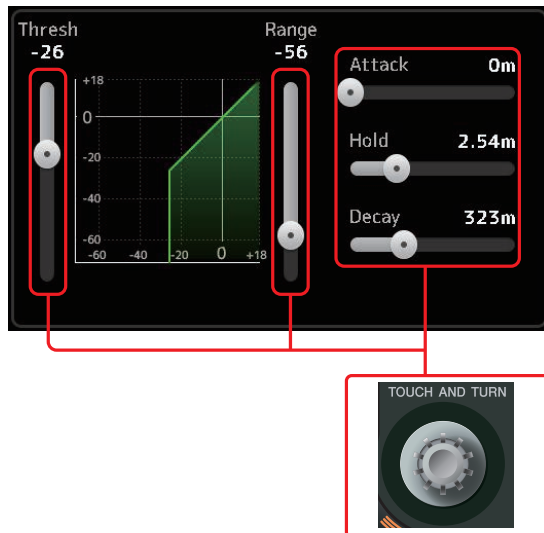 Thresh
-26
Range
-56
Attack 0m
Hold 2.54m
Decay 323m
+18
0
-20
-40
-60
-60 -40 -20 0 +18
TOUCH AND TURN